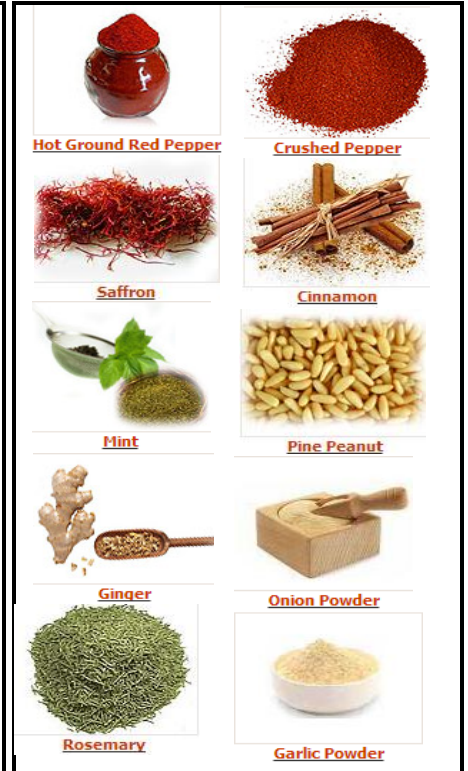 Hot Ground Red Pepper
Crushed Pepper
Saffron
Cinnamon
Mint
Pine Peanut
Ginger
Onion Powder
Rosemary
Garlic Powder